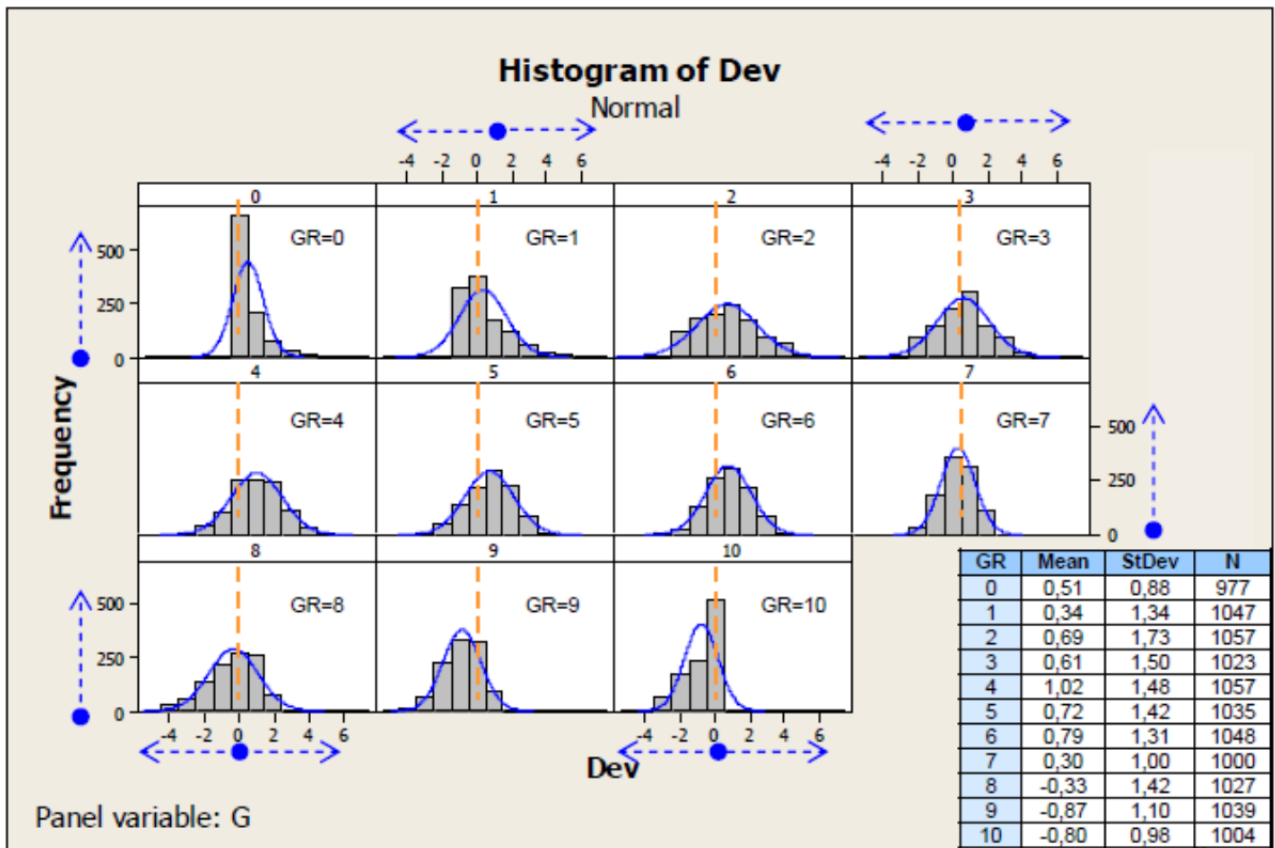 Histogram of Dev
Normal
-4 -2 0 2 4 6
-4 -2 0 2 4 6
0 1 2 3
GR=0 GR=1 GR=2 GR=3
500
250
0
4 5 6 7
GR=4 GR=5 GR=6 GR=7
500
250
0
Frequency
8 9 10
GR=8 GR=9 GR=10
500
250
0
-4 -2 0 2 4 6
-4 -2 0 2 4 6
Dev
Panel variable: G
GR Mean StDev N
0 0,51 0,88 977
1 0,34 1,34 1047
2 0,69 1,73 1057
3 0,61 1,50 1023
4 1,02 1,48 1057
5 0,72 1,42 1035
6 0,79 1,31 1048
7 0,30 1,00 1000
8 -0,33 1,42 1027
9 -0,87 1,10 1039
10 -0,80 0,98 1004